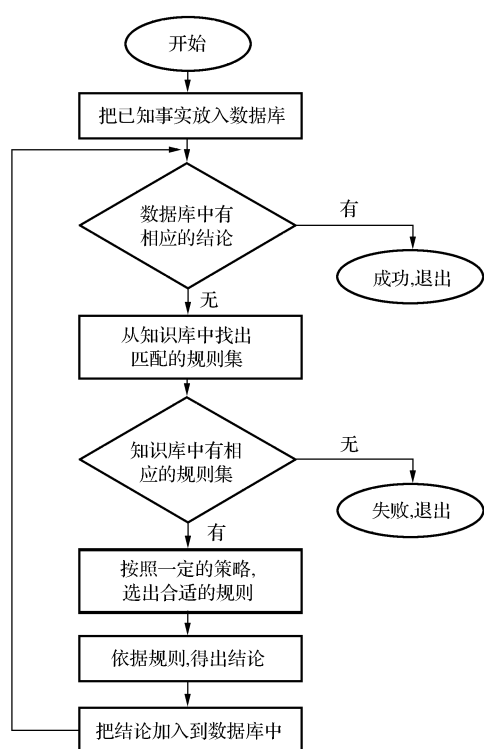 开始
把已知事实放入数据库
数据库中有
相应的结论
有
成功,退出
无
从知识库中找出
匹配的规则集
知识库中有相
应的规则集
无
失败,退出
有
按照一定的策略,
选出合适的规则
依据规则,得出结论
把结论加入到数据库中